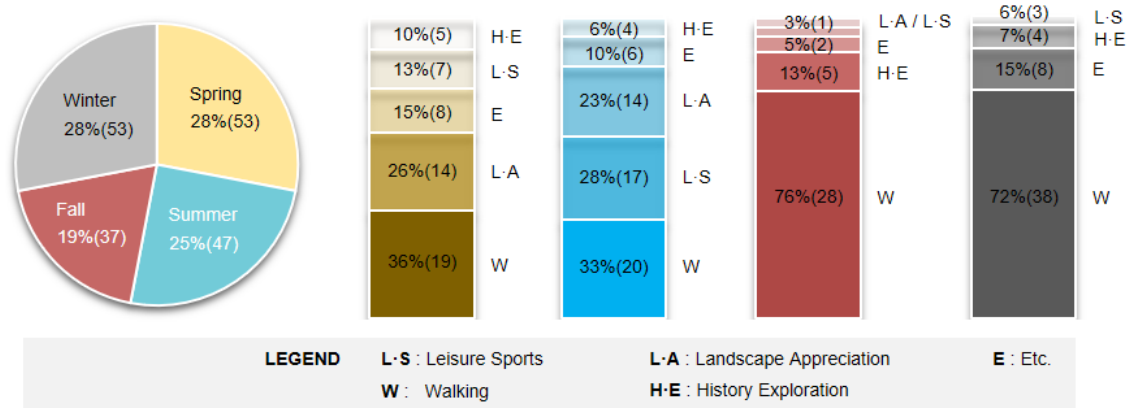 Winter
28%(53)
Spring
28%(53)
Fall
19%(37)
Summer
25%(47)
10%(5) H·E
13%(7) L·S
15%(8) E
26%(14) L·A
36%(19) W
6%(4) H·E
10%(6) E
23%(14) L·A
28%(17) L·S
33%(20) W
3%(1) L·A / L·S
5%(2) E
13%(5) H·E
76%(28) W
6%(3) L·S
7%(4) H·E
15%(8) E
72%(38) W
LEGEND L·S : Leisure Sports L·A : Landscape Appreciation E : Etc.
W : Walking H·E : History Exploration